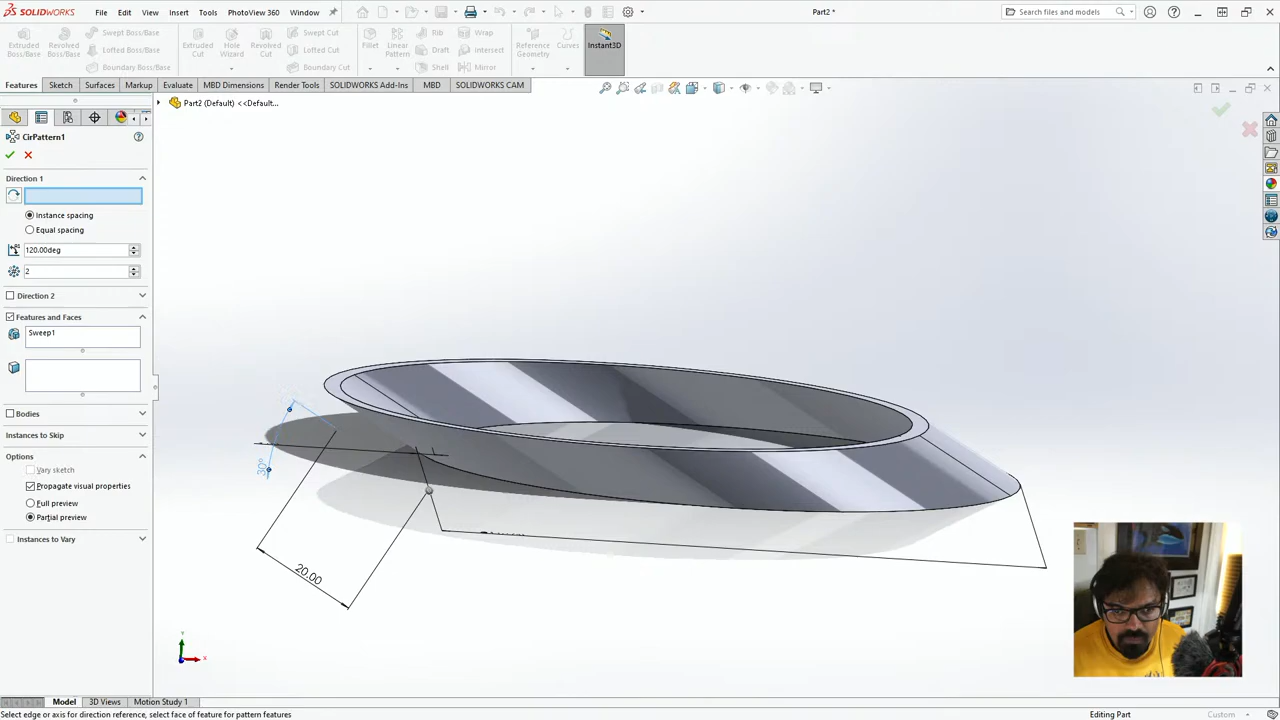 SOLIDWORKS
File Edit View Insert Tools PhotoView 360 Window
Part2 *
Search files and models
Extruded Boss/Base
Revolved Boss/Base
Swept Boss/Base
Lofted Boss/Base
Boundary Boss/Base
Extruded Cut
Hole Wizard
Revolved Cut
Swept Cut
Lofted Cut
Boundary Cut
Fillet
Linear Pattern
Rib
Draft
Shell
Wrap
Intersect
Mirror
Reference Geometry
Curves
Instant3D
Features Sketch Surfaces Markup Evaluate MBD Dimensions Render Tools SOLIDWORKS Add-Ins MBD SOLIDWORKS CAM
Part2 (Default) <<Default...
CirPattern1
Direction 1
Instance spacing
Equal spacing
120.00deg
2
Direction 2
Features and Faces
Sweep1
Bodies
Instances to Skip
Options
Vary sketch
Propagate visual properties
Full preview
Partial preview
Instances to Vary
30°
20.00
Y
X
Model 3D Views Motion Study 1
Select edge or axis for direction reference, select face of feature for pattern features
Editing Part
Custom